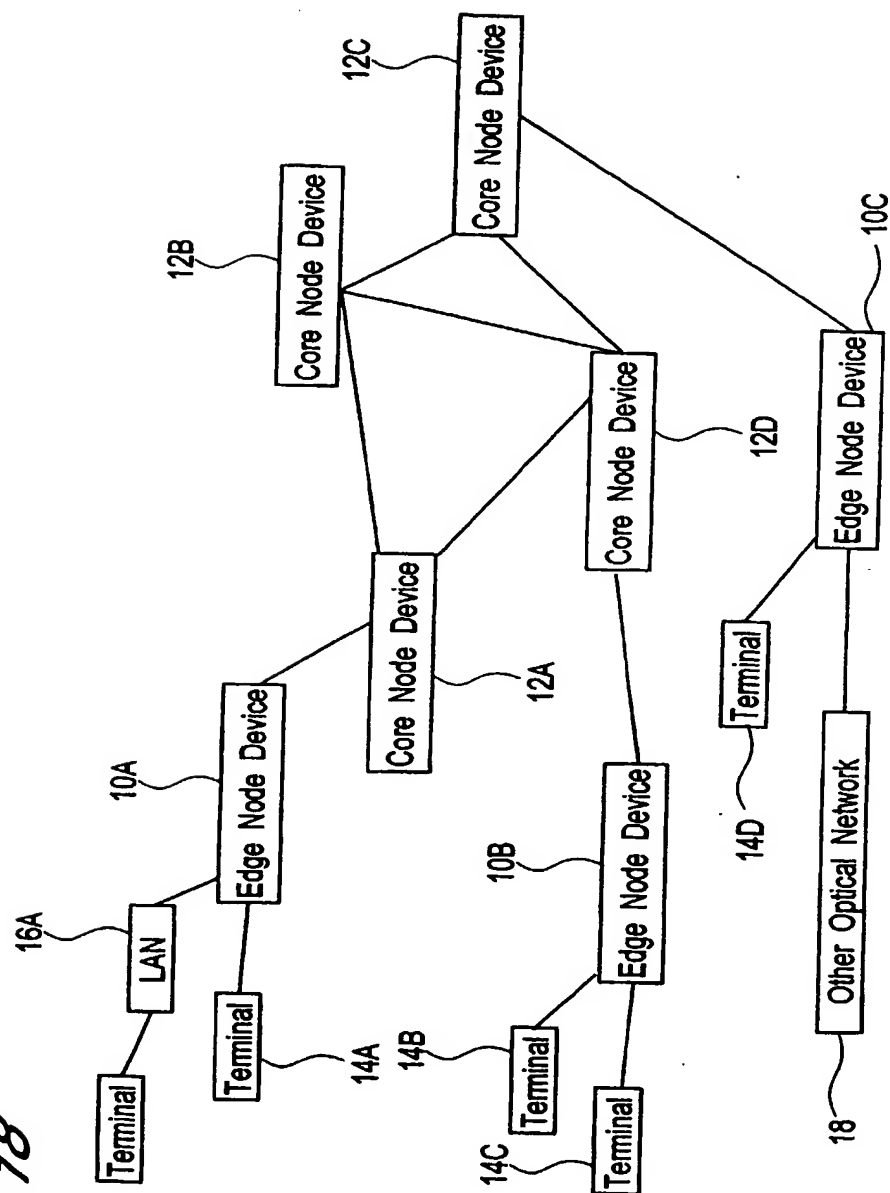 16A
Terminal
LAN
10A
12B
12C
Terminal
Edge Node Device
Core Node Device
14A
Core Node Device
Core Node Device
12A
14B
10B
Terminal
14C
Terminal
Edge Node Device
Core Node Device
12D
Terminal
14D
Other Optical Network
Edge Node Device
18
10C